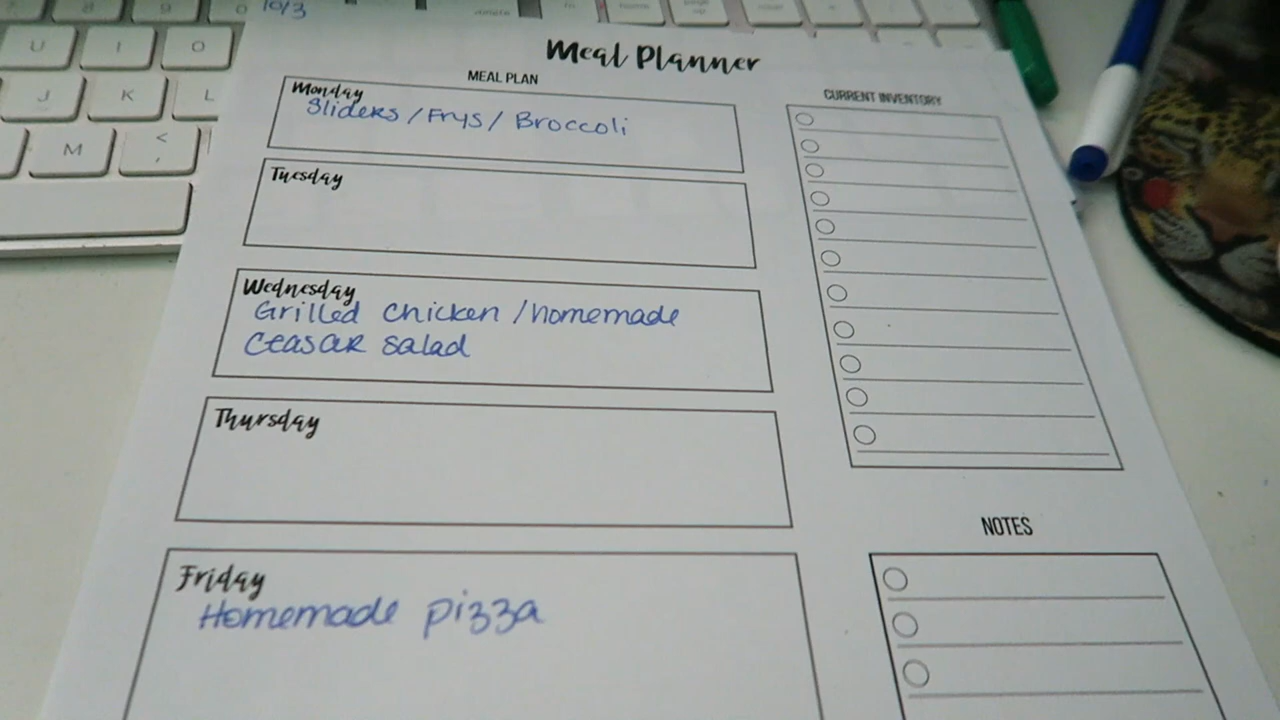 10/3
Meal Planner
MEAL PLAN
Monday
Sliders/Frys/Broccoli
Tuesday
Wednesday
Grilled chicken/homemade
Ceasar salad
Thursday
Friday
Homemade pizza
CURRENT INVENTORY
NOTES
U
I
O
J
K
L
M
<
,